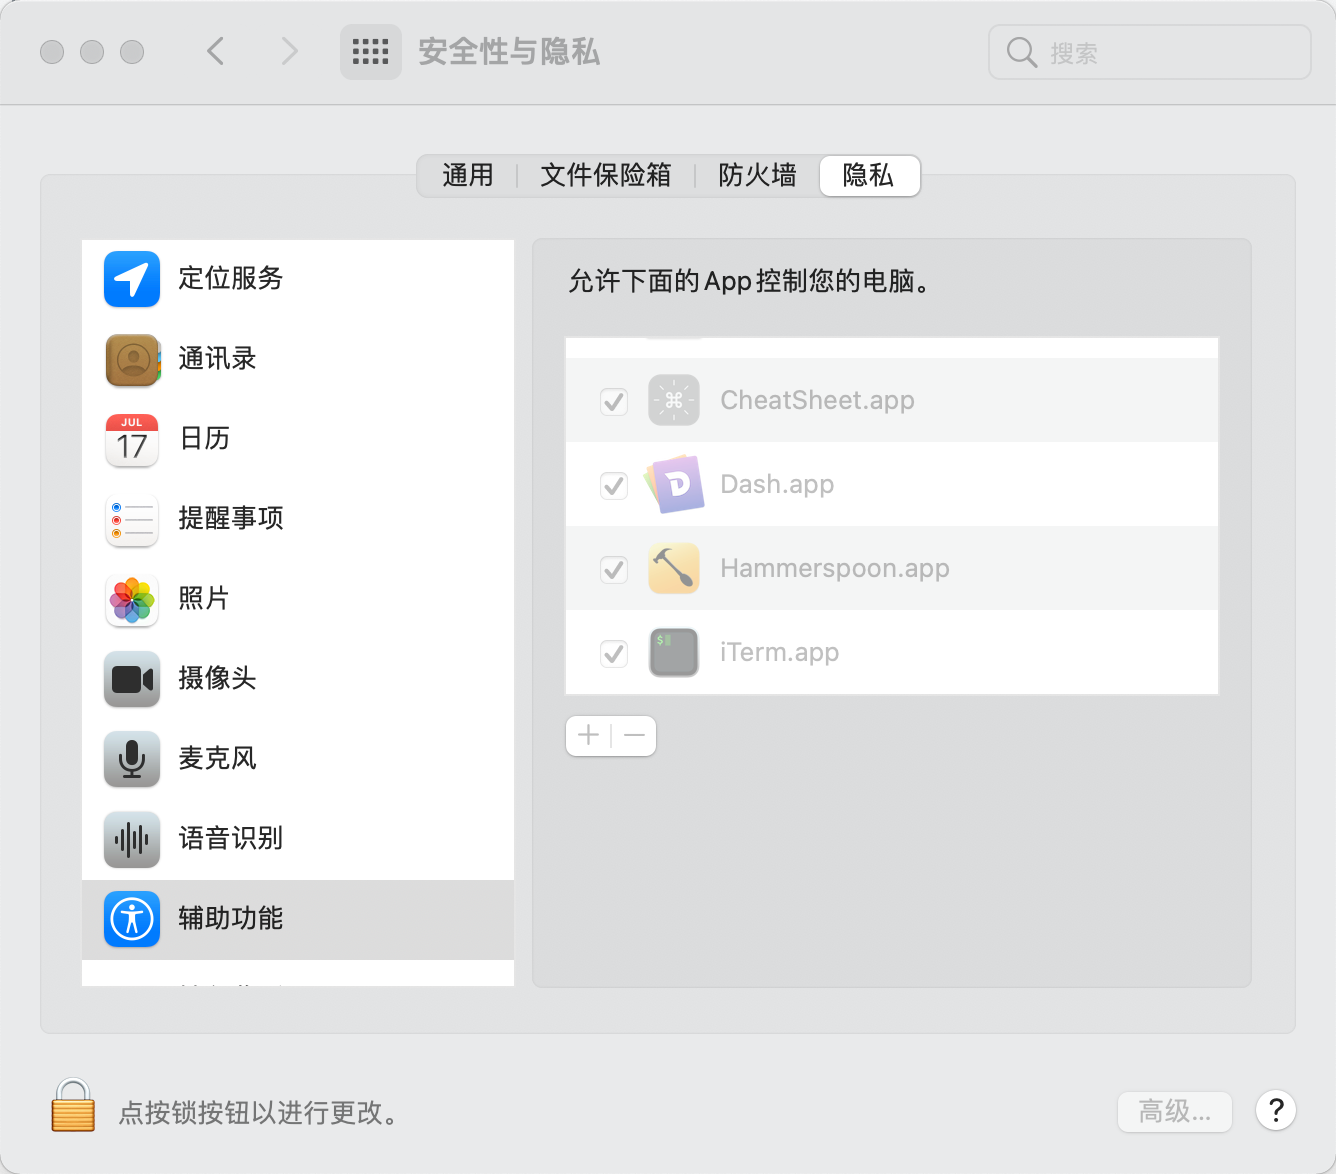 安全性与隐私
搜索
通用
文件保险箱
防火墙
隐私
定位服务
通讯录
JUL
17
日历
提醒事项
照片
摄像头
麦克风
语音识别
辅助功能
允许下面的App控制您的电脑。
CheatSheet.app
Dash.app
Hammerspoon.app
$
iTerm.app
点按锁按钮以进行更改。
高级...
?